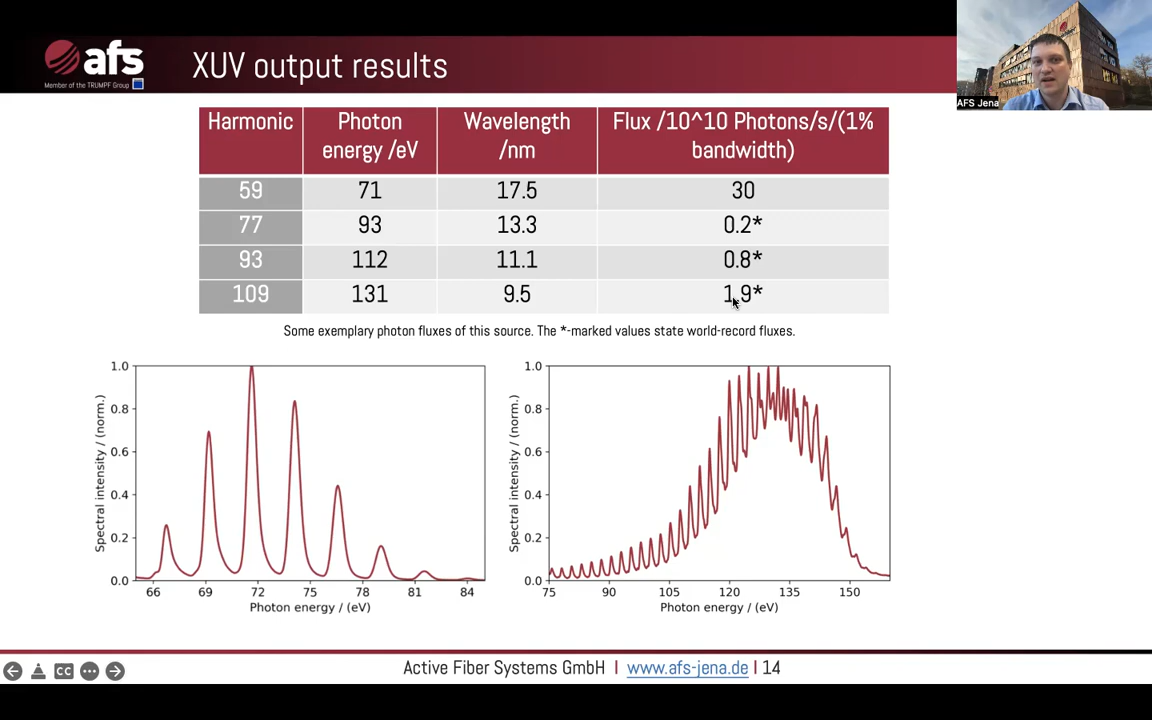 afs
Member of the TRUMPF Group
XUV output results
AFS Jena
Harmonic Photon energy /eV Wavelength /nm Flux /10^10 Photons/s/(1% bandwidth)
59 71 17.5 30
77 93 13.3 0.2*
93 112 11.1 0.8*
109 131 9.5 1.9*
Some exemplary photon fluxes of this source. The *-marked values state world-record fluxes.
Spectral intensity / (norm.)
1.0
0.8
0.6
0.4
0.2
0.0
66 69 72 75 78 81 84
Photon energy / (eV)
Spectral intensity / (norm.)
1.0
0.8
0.6
0.4
0.2
0.0
75 90 105 120 135 150
Photon energy / (eV)
CC
Active Fiber Systems GmbH | www.afs-jena.de | 14